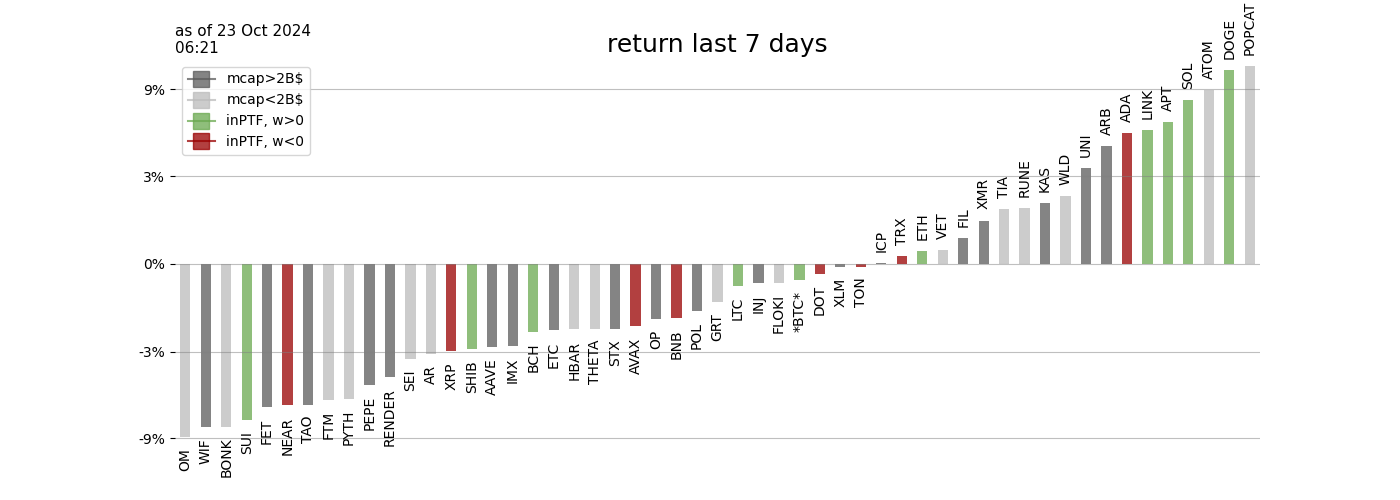 as of 23 Oct 2024
06:21
return last 7 days
mcap>2B$
mcap<2B$
inPTF, w>0
inPTF, w<0
9%
3%
0%
-3%
-9%
OM
WIF
BONK
SUI
FET
NEAR
TAO
FTM
PYTH
PEPE
RENDER
SEI
AR
XRP
SHIB
AAVE
IMX
BCH
ETC
HBAR
THETA
STX
AVAX
OP
BNB
POL
GRT
LTC
INJ
FLOKI
*BTC*
DOT
XLM
TON
ICP
TRX
ETH
VET
FIL
XMR
TIA
RUNE
KAS
WLD
UNI
ARB
ADA
LINK
APT
SOL
ATOM
DOGE
POPCAT